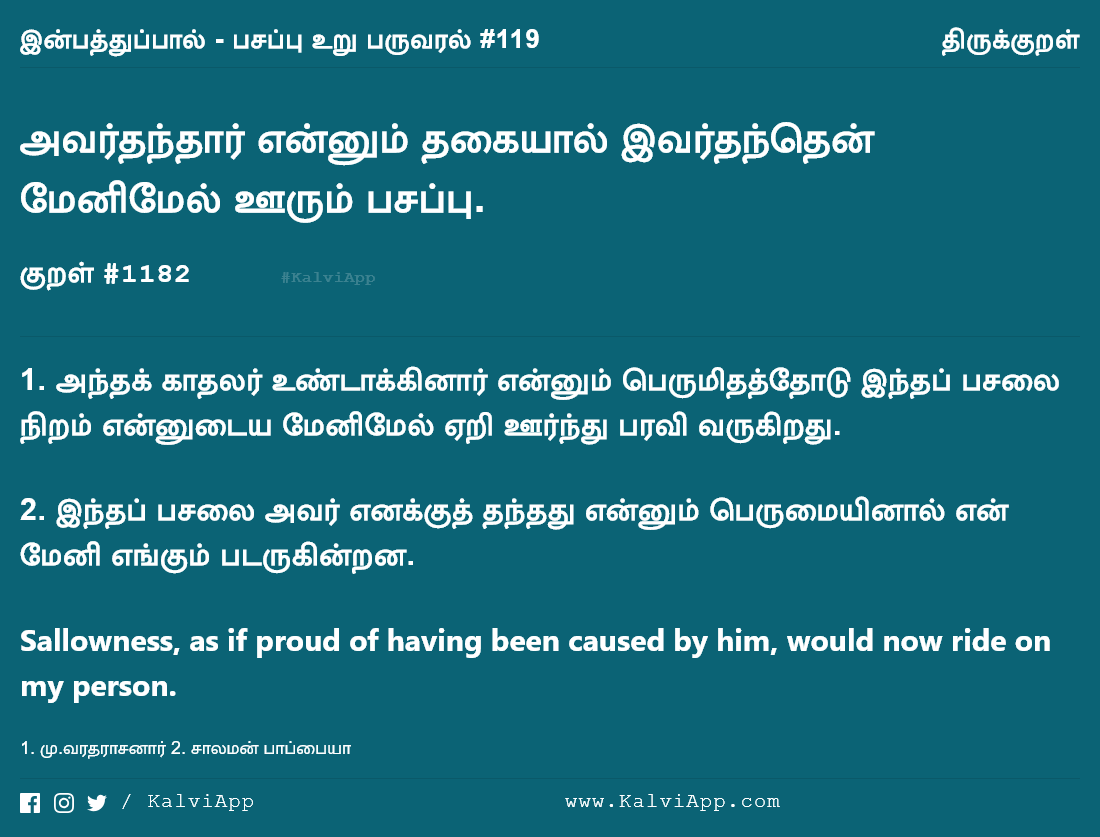 இன்பத்துப்பால் - பசப்பு உறு பருவரல் #119
திருக்குறள்
அவர்தந்தார் என்னும் தகையால் இவர்தந்தென்
மேனிமேல் ஊரும் பசப்பு.
குறள் #1182
#KalviApp
1. அந்தக் காதலர் உண்டாக்கினார் என்னும் பெருமிதத்தோடு இந்தப் பசலை
நிறம் என்னுடைய மேனிமேல் ஏறி ஊர்ந்து பரவி வருகிறது.
2. இந்தப் பசலை அவர் எனக்குத் தந்தது என்னும் பெருமையினால் என்
மேனி எங்கும் படருகின்றன.
Sallowness, as if proud of having been caused by him, would now ride on
my person.
1. மு.வரதராசனார் 2. சாலமன் பாப்பையா
/ KalviApp
www.KalviApp.com